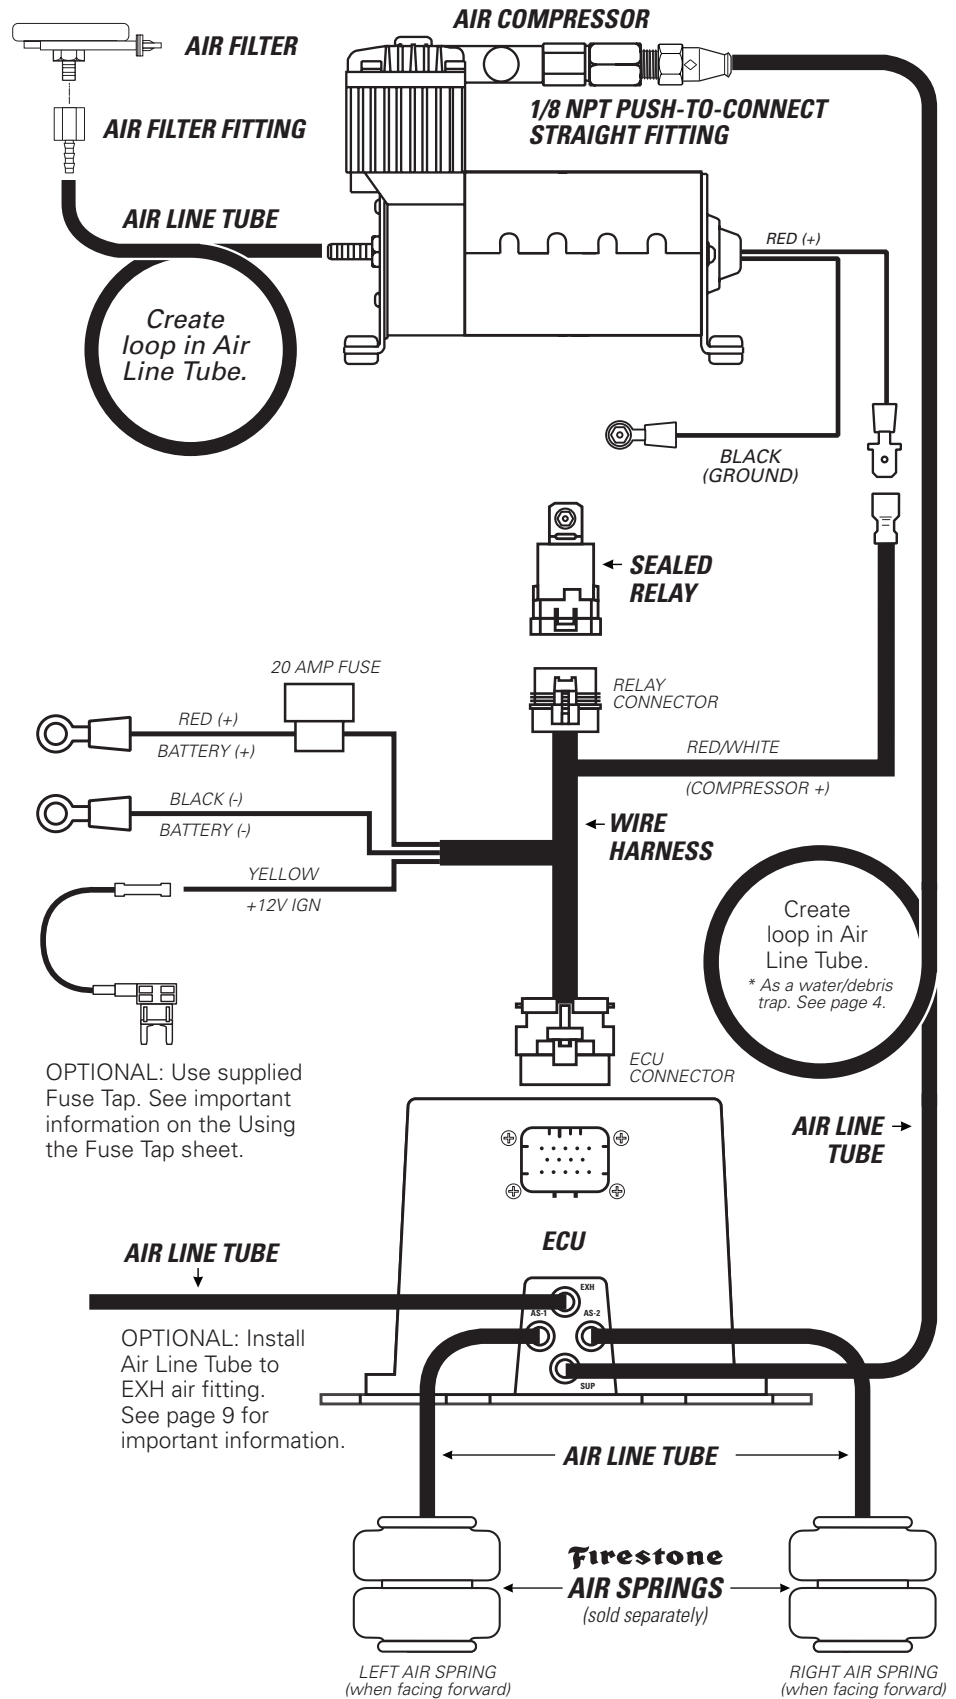 AIR COMPRESSOR
AIR FILTER
1/8 NPT PUSH-TO-CONNECT
STRAIGHT FITTING
AIR FILTER FITTING
AIR LINE TUBE
RED (+)
Create
loop in Air
Line Tube.
BLACK
(GROUND)
SEALED
RELAY
20 AMP FUSE
RELAY
CONNECTOR
RED (+)
BATTERY (+)
RED/WHITE
(COMPRESSOR +)
BLACK (-)
BATTERY (-)
WIRE
HARNESS
YELLOW
+12V IGN
Create
loop in Air
Line Tube.
* As a water/debris
trap. See page 4.
ECU
CONNECTOR
OPTIONAL: Use supplied
Fuse Tap. See important
information on the Using
the Fuse Tap sheet.
AIR LINE
TUBE
ECU
AIR LINE TUBE
EXH
AS-1
AS-2
SUP
OPTIONAL: Install
Air Line Tube to
EXH air fitting.
See page 9 for
important information.
AIR LINE TUBE
Firestone
AIR SPRINGS
(sold separately)
LEFT AIR SPRING
(when facing forward)
RIGHT AIR SPRING
(when facing forward)